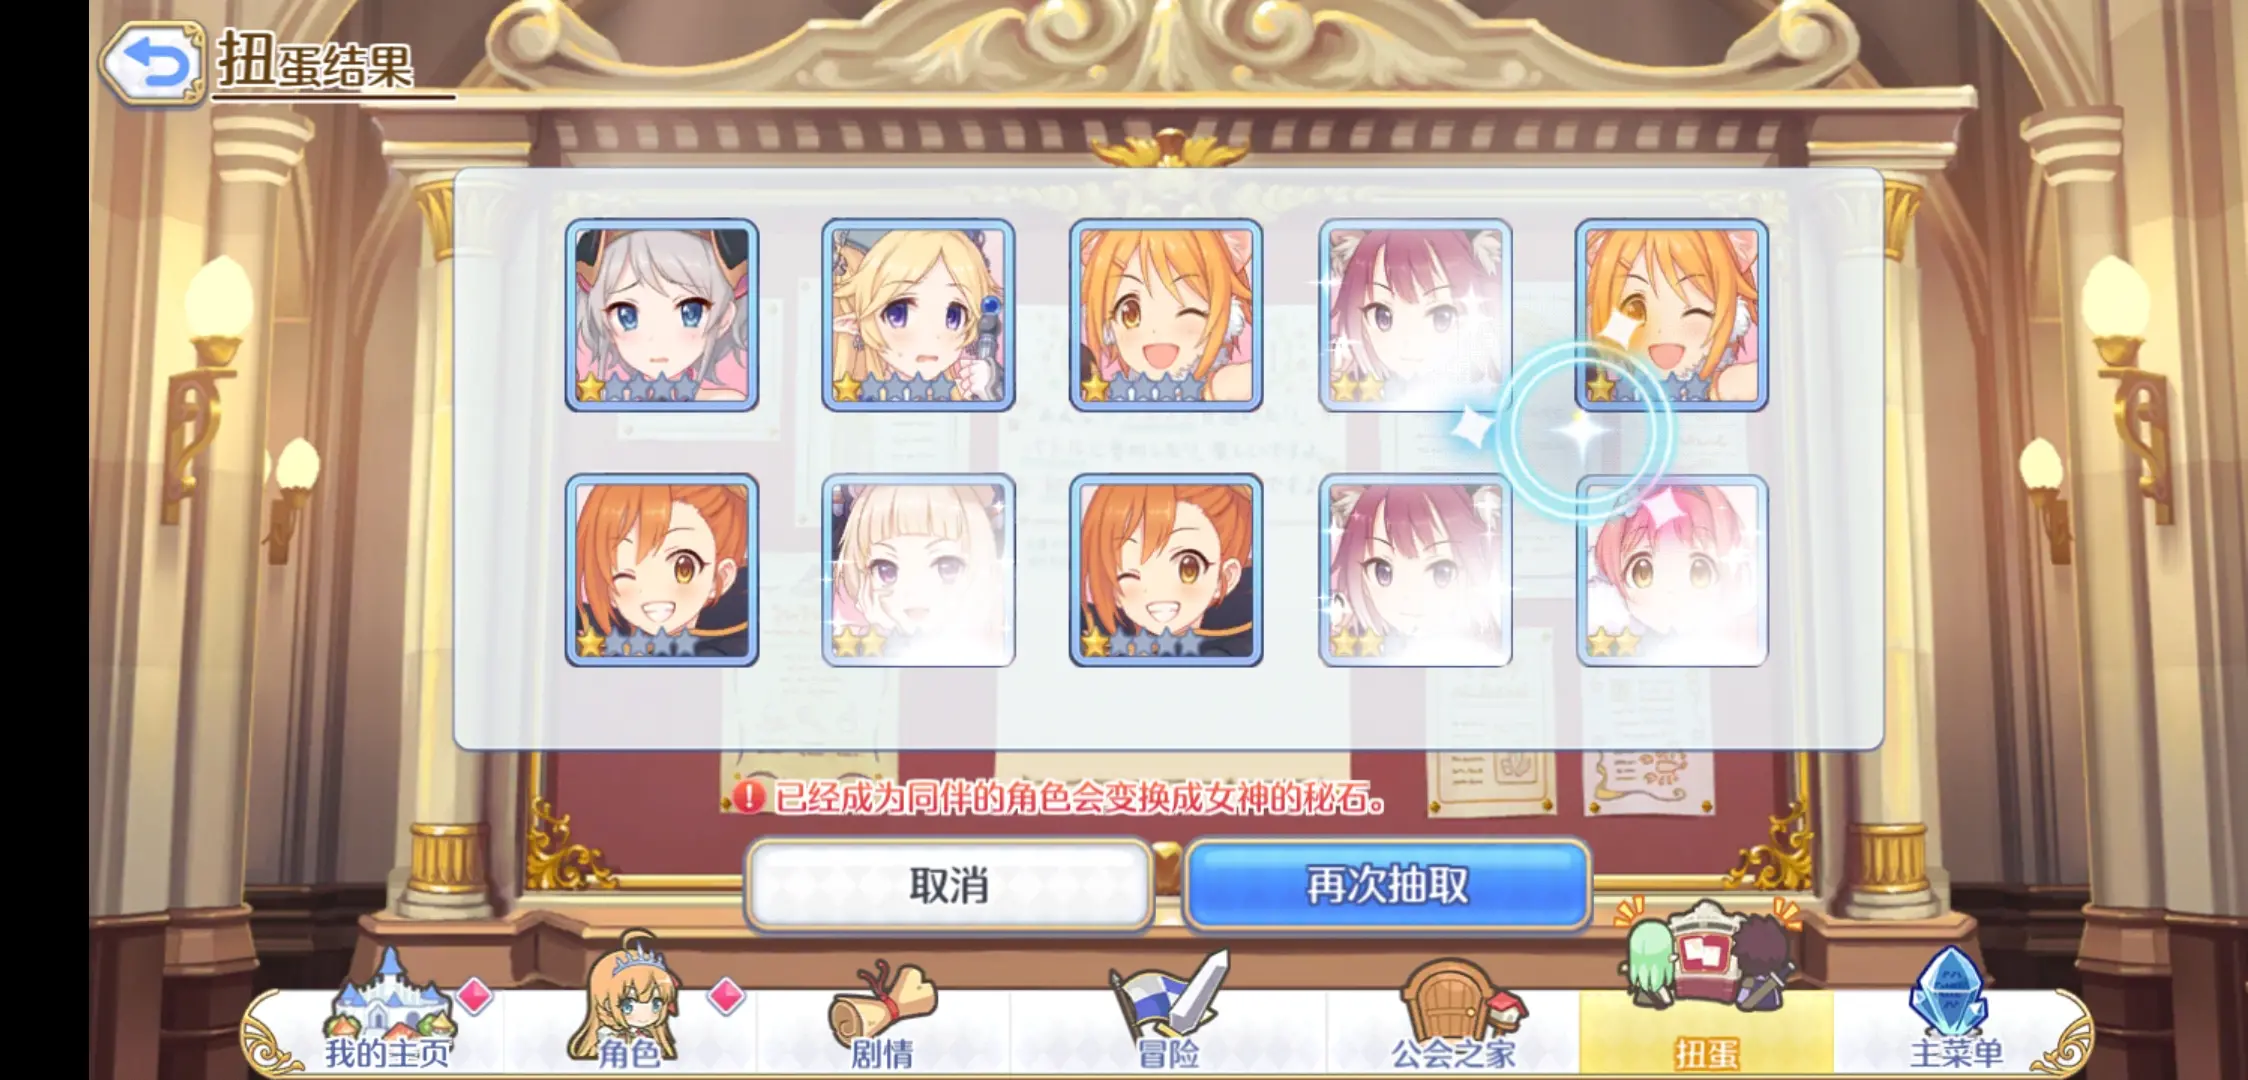 扭蛋结果
已经成为同伴的角色会变换成女神的秘石。
取消
再次抽取
我的主页
角色
剧情
冒险
公会之家
扭蛋
主菜单